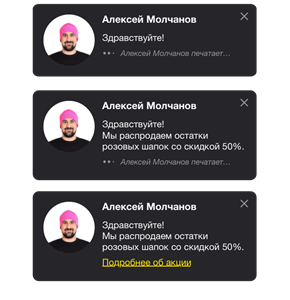 Алексей Молчанов
Здравствуйте!
Алексей Молчанов печатает...
Алексей Молчанов
Здравствуйте!
Мы распродаем остатки
розовых шапок со скидкой 50%.
Алексей Молчанов печатает...
Алексей Молчанов
Здравствуйте!
Мы распродаем остатки
розовых шапок со скидкой 50%.
Подробнее об акции